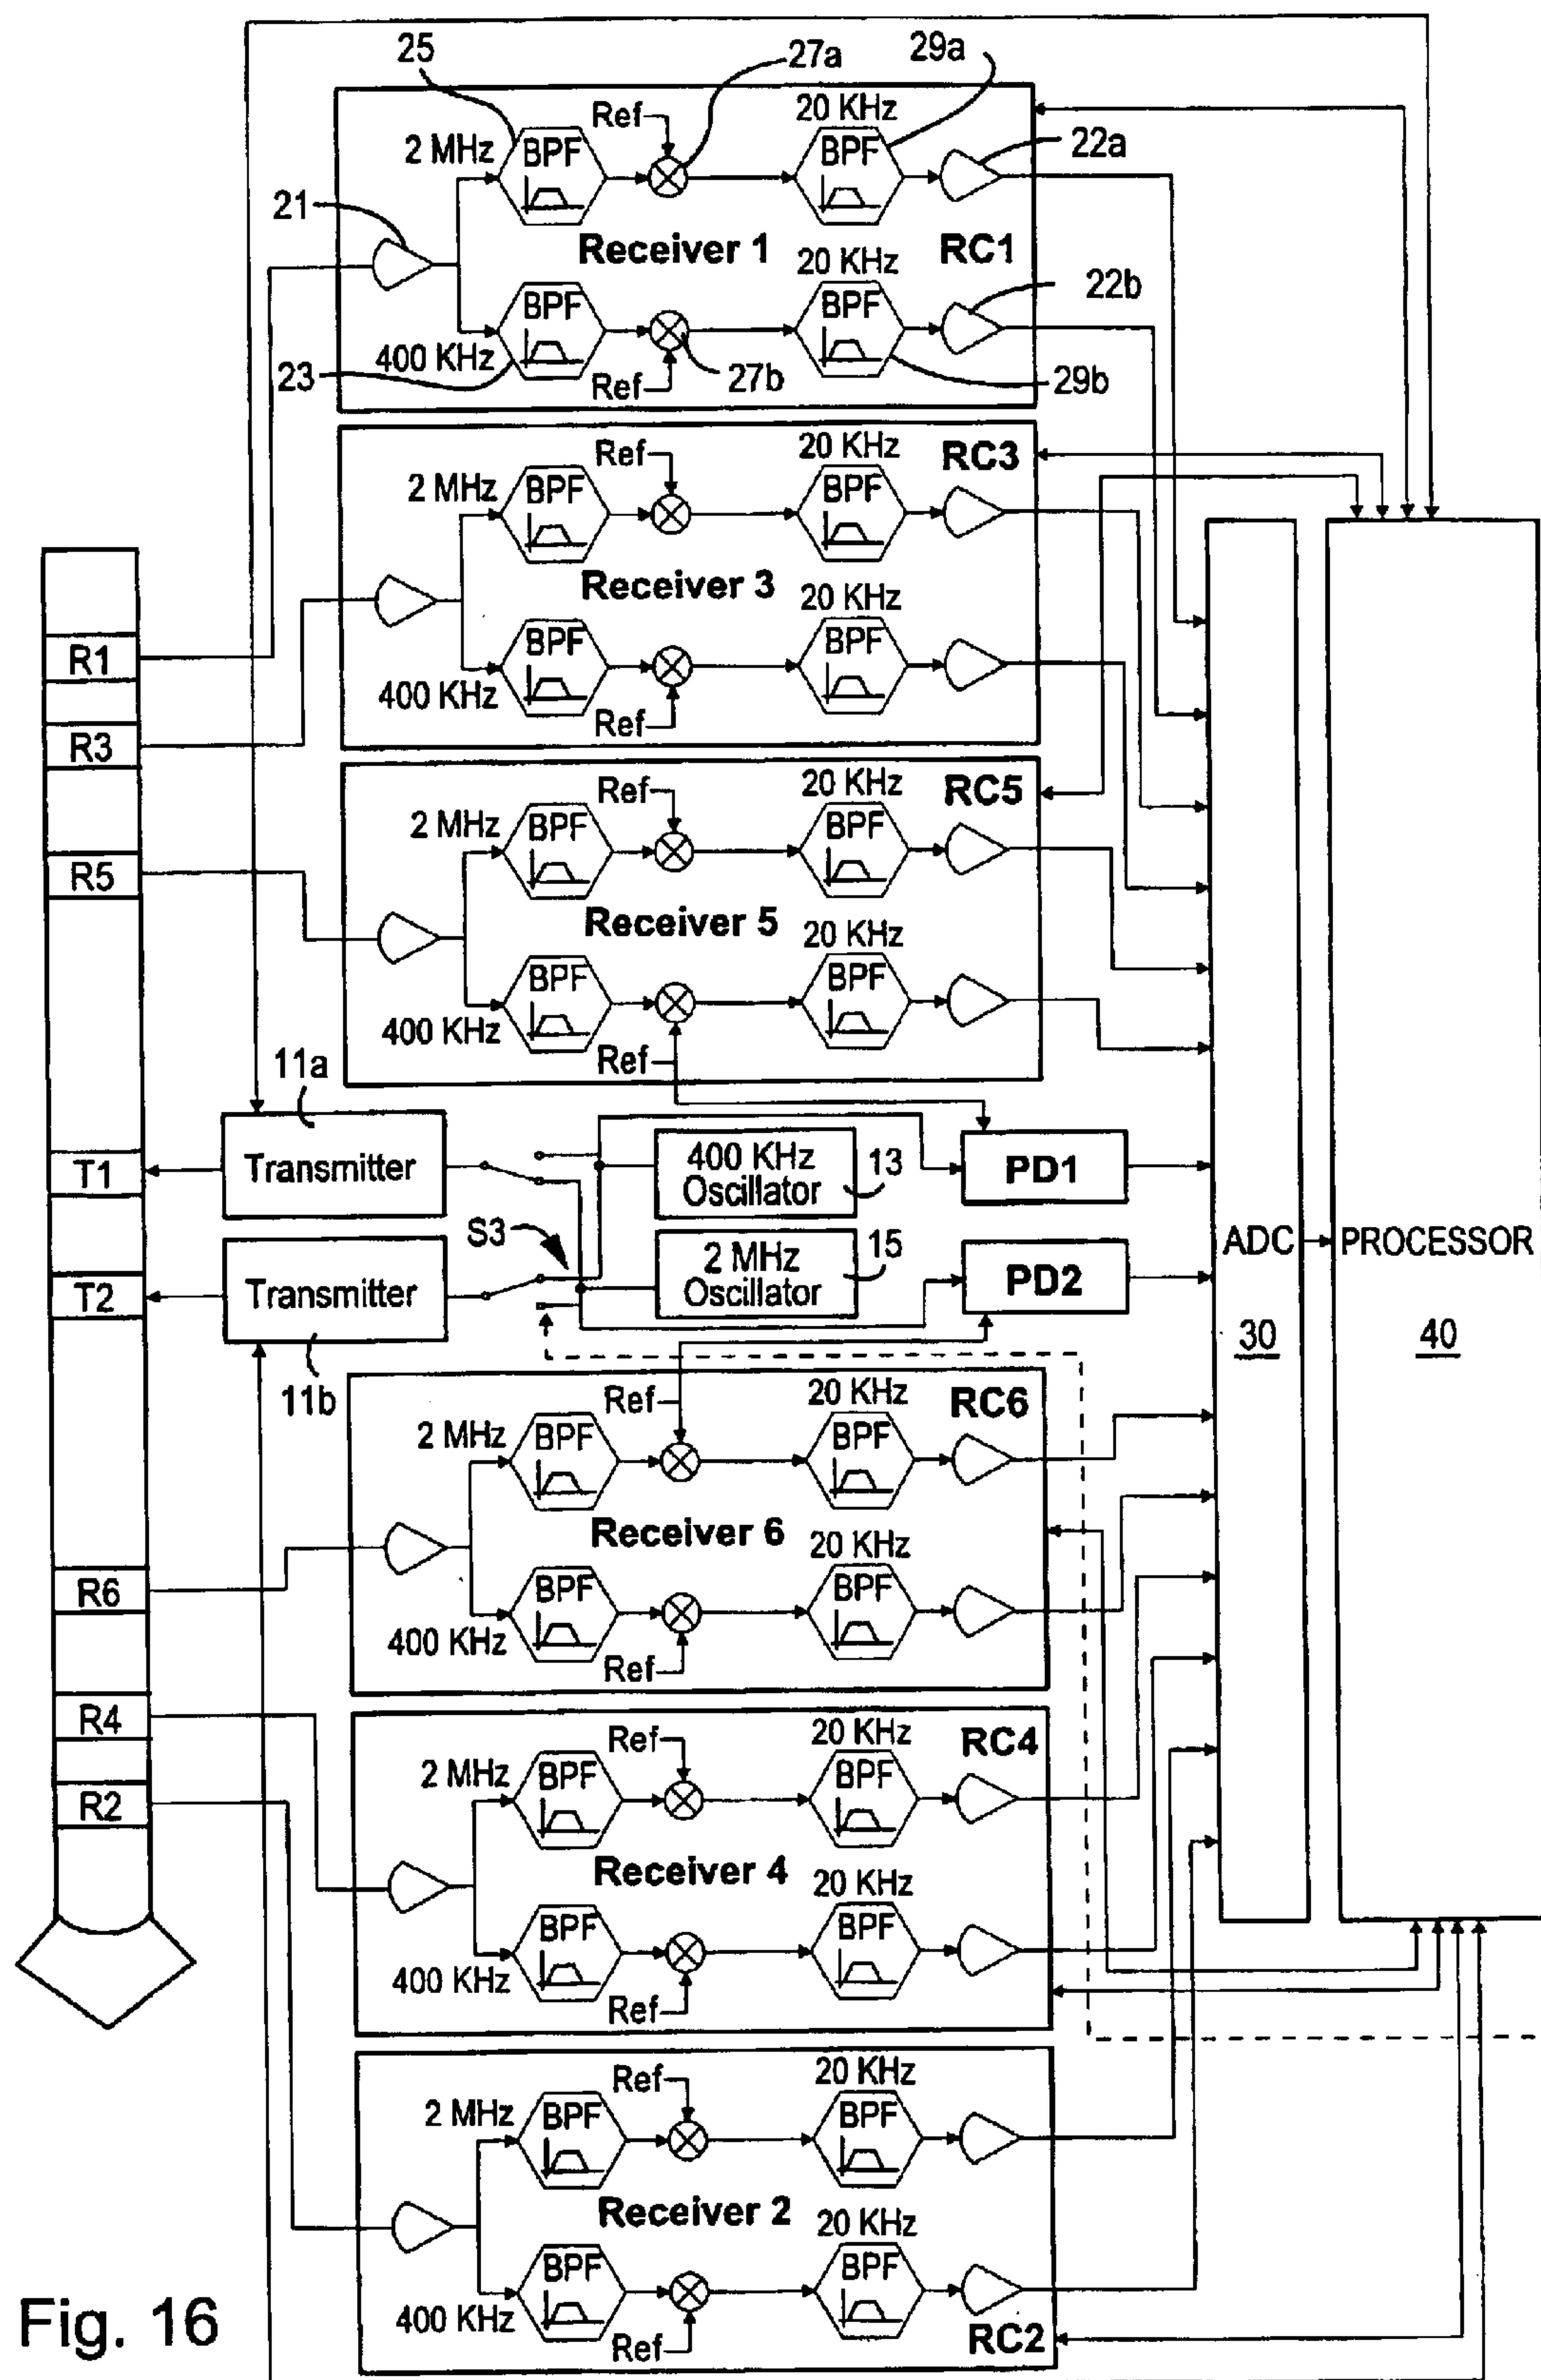 25
27a
29a
Ref
20 KHz
2 MHz
BPF
BPF
22a
21
Receiver 1
20 KHz
RC1
BPF
BPF
22b
400 KHz
23
Ref
27b
29b
Ref
20 KHz
RC3
2 MHz
BPF
BPF
Receiver 3
20 KHz
BPF
BPF
400 KHz
Ref
R1
R3
R5
Ref
20 KHz
RC5
2 MHz
BPF
BPF
Receiver 5
20 KHz
BPF
BPF
400 KHz
Ref
11a
T1
Transmitter
400 KHz
Oscillator
13
PD1
S3
T2
Transmitter
2 MHz
Oscillator
15
PD2
ADC
PROCESSOR
30
40
11b
Ref
20 KHz
RC6
2 MHz
BPF
BPF
Receiver 6
20 KHz
R6
BPF
BPF
400 KHz
Ref
R4
R2
Ref
20 KHz
RC4
2 MHz
BPF
BPF
Receiver 4
20 KHz
BPF
BPF
400 KHz
Ref
Ref
20 KHz
2 MHz
BPF
BPF
Receiver 2
20 KHz
BPF
BPF
400 KHz
Ref
RC2
Fig. 16